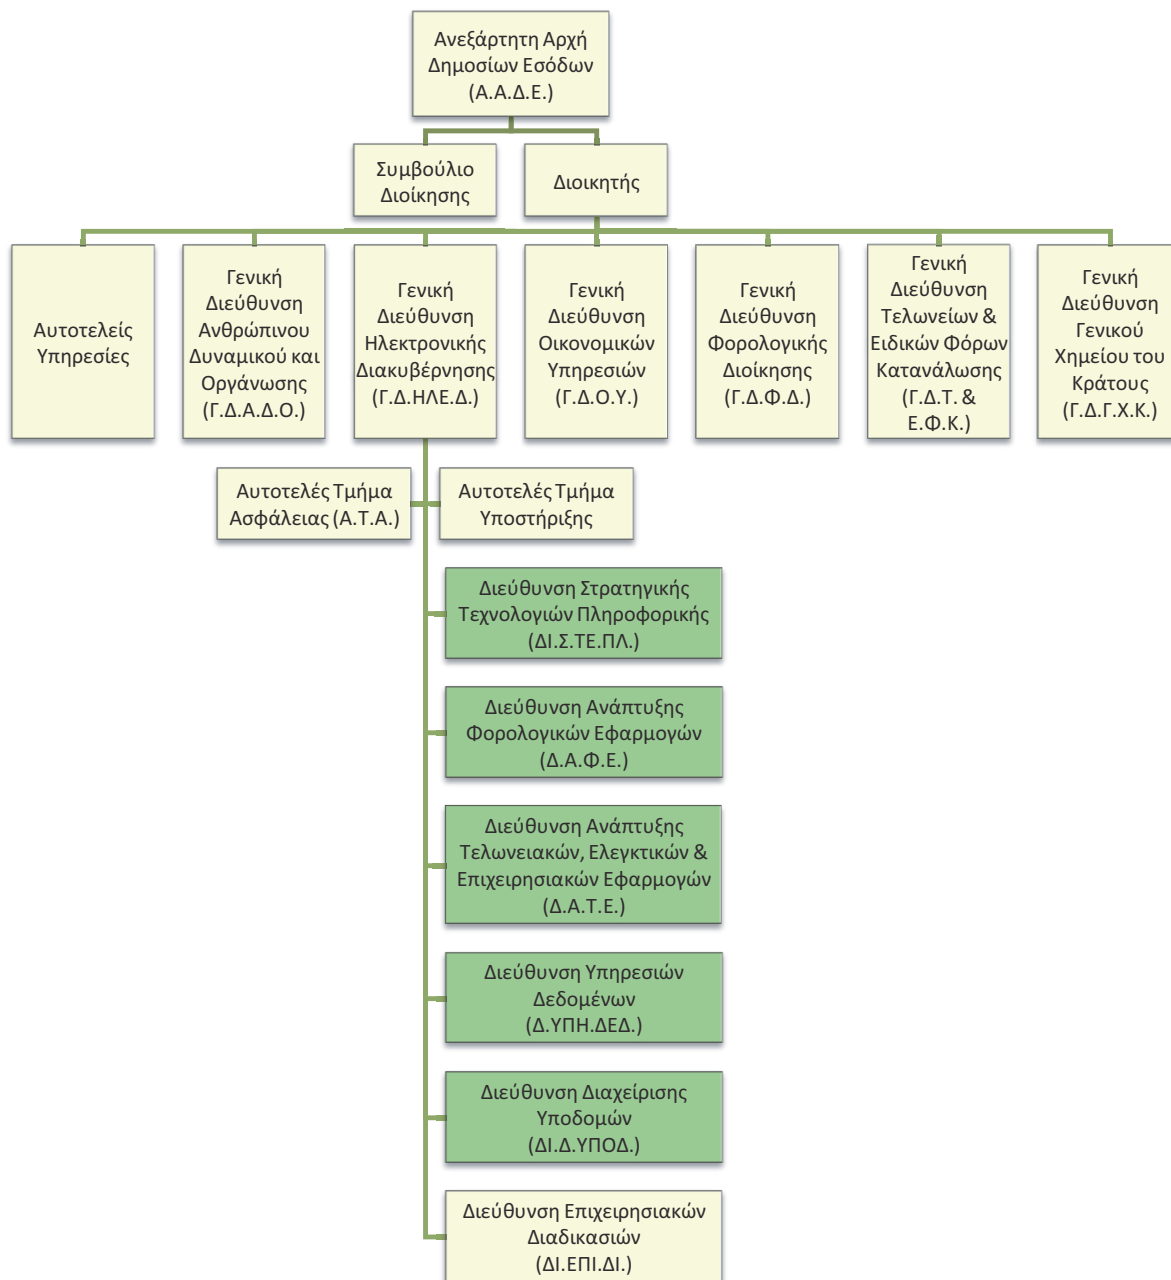 Ανεξάρτητη Αρχή
Δημοσίων Εσόδων
(Α.Α.Δ.Ε.)
Συμβούλιο
Διοίκησης
Διοικητής
Αυτοτελείς
Υπηρεσίες
Γενική
Διεύθυνση
Ανθρώπινου
Δυναμικού και
Οργάνωσης
(Γ.Δ.Α.Δ.Ο.)
Γενική
Διεύθυνση
Ηλεκτρονικής
Διακυβέρνησης
(Γ.Δ.ΗΛΕ.Δ.)
Γενική
Διεύθυνση
Οικονομικών
Υπηρεσιών
(Γ.Δ.Ο.Υ.)
Γενική
Διεύθυνση
Φορολογικής
Διοίκησης
(Γ.Δ.Φ.Δ.)
Γενική
Διεύθυνση
Τελωνείων &
Ειδικών Φόρων
Κατανάλωσης
(Γ.Δ.Τ. &
Ε.Φ.Κ.)
Γενική
Διεύθυνση
Γενικού
Χημείου του
Κράτους
(Γ.Δ.Γ.Χ.Κ.)
Αυτοτελές Τμήμα
Ασφάλειας (Α.Τ.Α.)
Αυτοτελές Τμήμα
Υποστήριξης
Διεύθυνση Στρατηγικής
Τεχνολογιών Πληροφορικής
(ΔΙ.Σ.ΤΕ.ΠΛ.)
Διεύθυνση Ανάπτυξης
Φορολογικών Εφαρμογών
(Δ.Α.Φ.Ε.)
Διεύθυνση Ανάπτυξης
Τελωνειακών, Ελεγκτικών &
Επιχειρησιακών Εφαρμογών
(Δ.Α.Τ.Ε.)
Διεύθυνση Υπηρεσιών
Δεδομένων
(Δ.ΥΠΗ.ΔΕΔ.)
Διεύθυνση Διαχείρισης
Υποδομών
(ΔΙ.Δ.ΥΠΟΔ.)
Διεύθυνση Επιχειρησιακών
Διαδικασιών
(ΔΙ.ΕΠΙ.ΔΙ.)